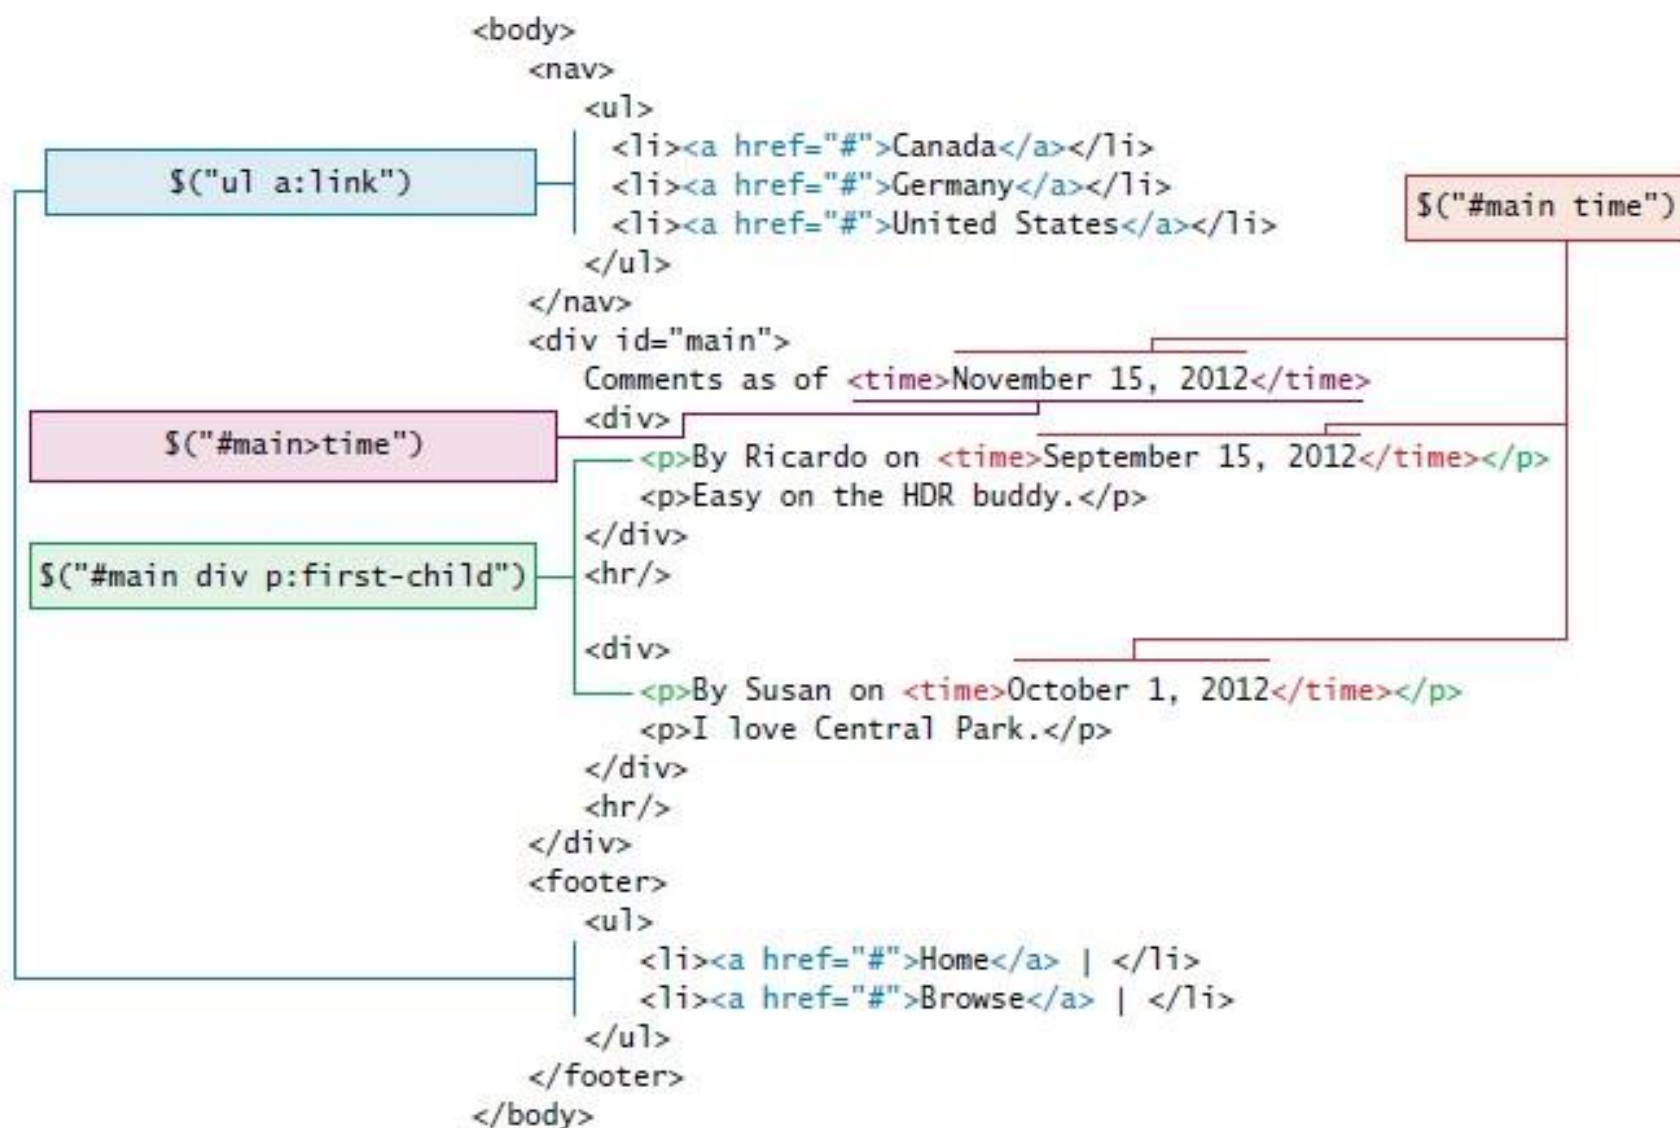 <body>
<nav>
<ul>
<li><a href="#">Canada</a></li>
$("ul a:link")
<li><a href="#">Germany</a></li>
$("#main time")
<li><a href="#">United States</a></li>
</ul>
</nav>
<div id="main">
Comments as of <time>November 15, 2012</time>
<div>
$("#main>time")
<p>By Ricardo on <time>September 15, 2012</time></p>
<p>Easy on the HDR buddy.</p>
</div>
$("#main div p:first-child")
<hr/>
<div>
<p>By Susan on <time>October 1, 2012</time></p>
<p>I love Central Park.</p>
</div>
<hr/>
</div>
<footer>
<ul>
<li><a href="#">Home</a> | </li>
<li><a href="#">Browse</a> | </li>
</ul>
</footer>
</body>